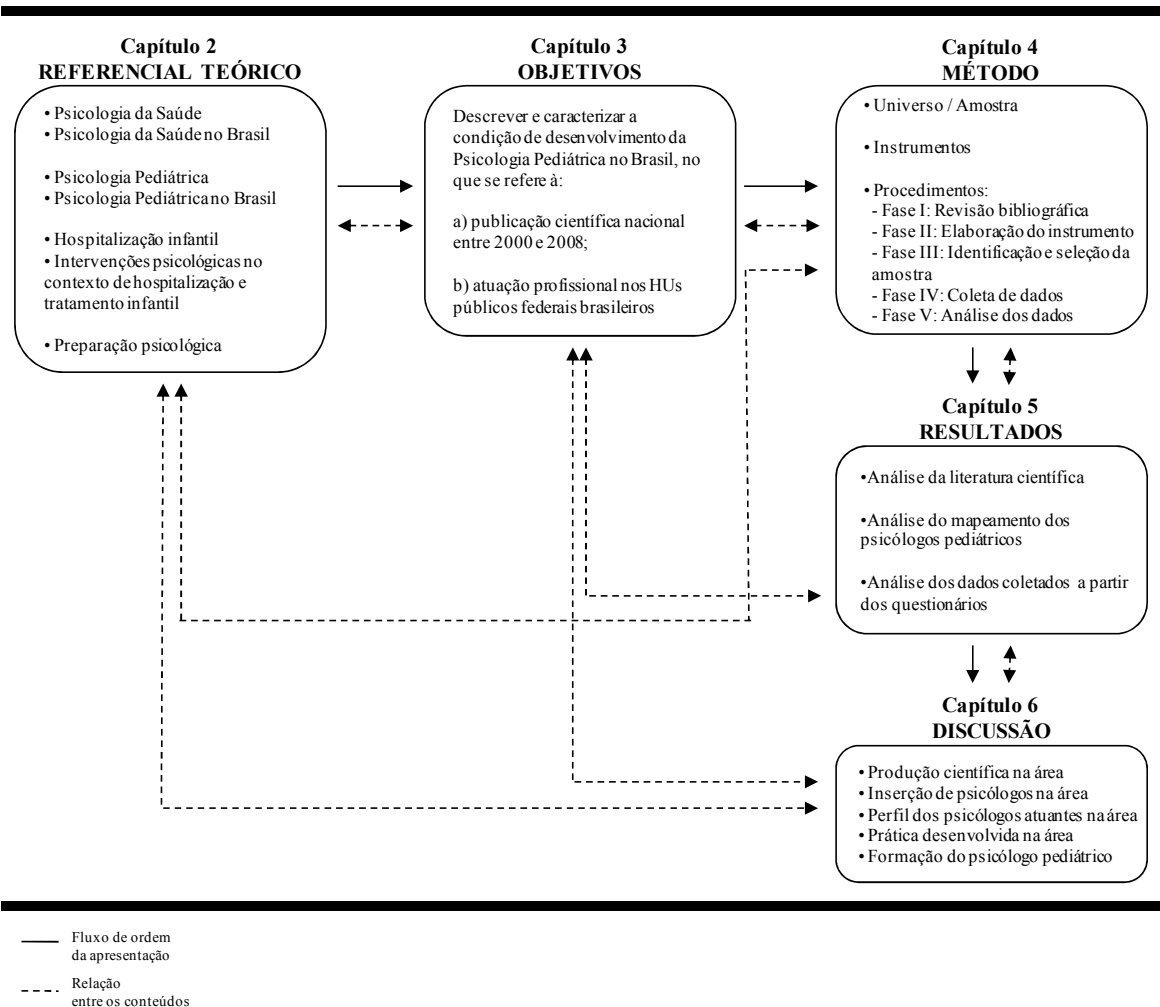 Capítulo 2
REFERENCIAL TEÓRICO
• Psicologia da Saúde
• Psicologia da Saúde no Brasil
• Psicologia Pediátrica
• Psicologia Pediátrica no Brasil
• Hospitalização infantil
• Intervenções psicológicas no
contexto de hospitalização e
tratamento infantil
• Preparação psicológica
Capítulo 3
OBJETIVOS
Descrever e caracterizar a
condição de desenvolvimento da
Psicologia Pediátrica no Brasil, no
que se refere à:
a) publicação científica nacional
entre 2000 e 2008;
b) atuação profissional nos HUs
públicos federais brasileiros
Capítulo 4
MÉTODO
• Universo / Amostra
• Instrumentos
• Procedimentos:
- Fase I: Revisão bibliográfica
- Fase II: Elaboração do instrumento
- Fase III: Identificação e seleção da
amostra
- Fase IV: Coleta de dados
- Fase V: Análise dos dados
Capítulo 5
RESULTADOS
•Análise da literatura científica
•Análise do mapeamento dos
psicólogos pediátricos
•Análise dos dados coletados a partir
dos questionários
Capítulo 6
DISCUSSÃO
• Produção científica na área
• Inserção de psicólogos na área
• Perfil dos psicólogos atuantes na área
• Prática desenvolvida na área
• Formação do psicólogo pediátrico
Fluxo de ordem
da apresentação
Relação
entre os conteúdos